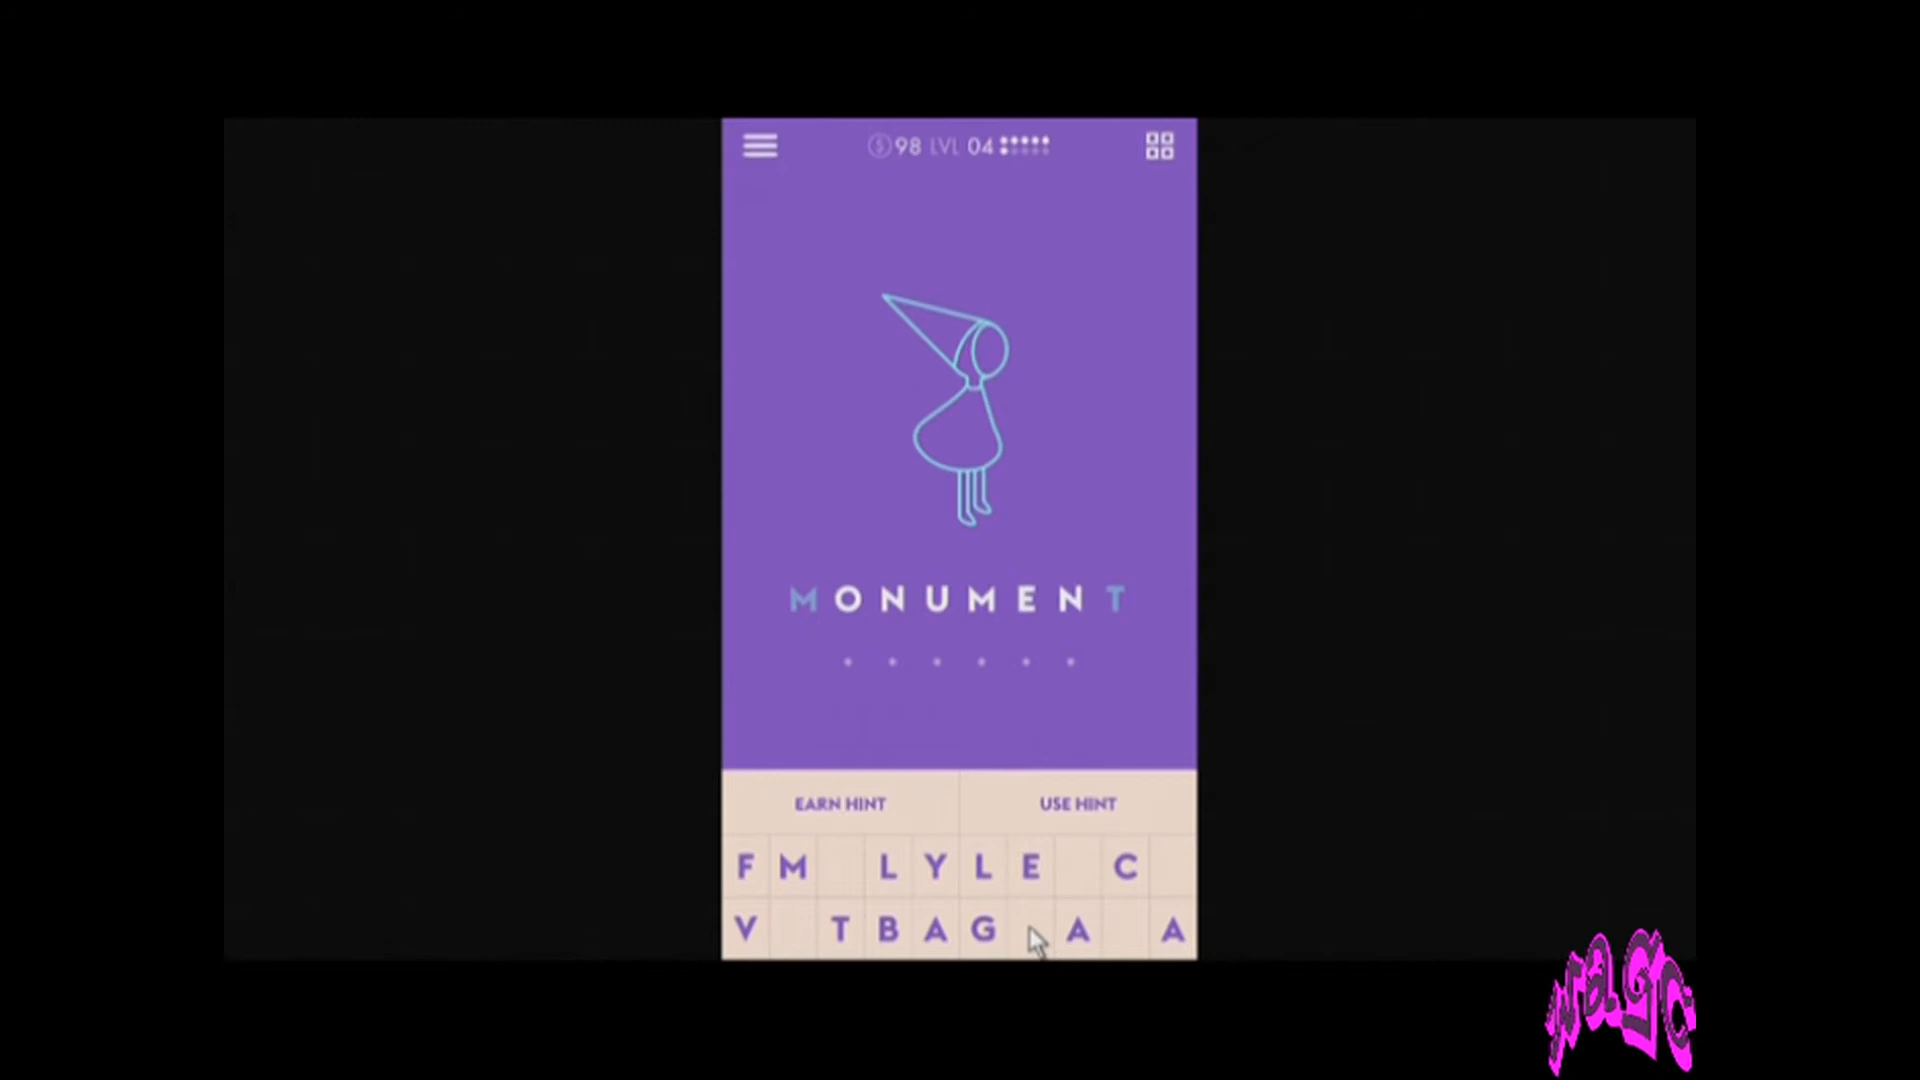 $98 LVL 04
MONUMENT
EARN HINT USE HINT
F M L Y L E C
V T B A G A A